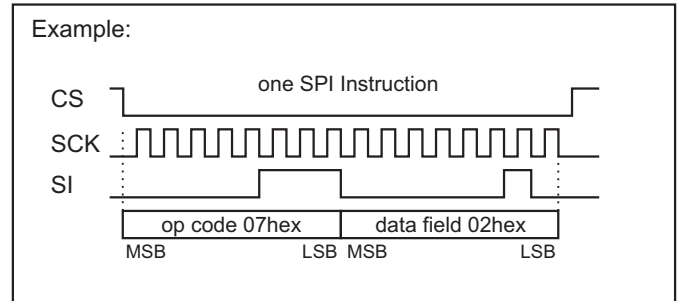 Example:
one SPI Instruction
CS
SCK
SI
op code 07hex data field 02hex
MSB LSB MSB LSB